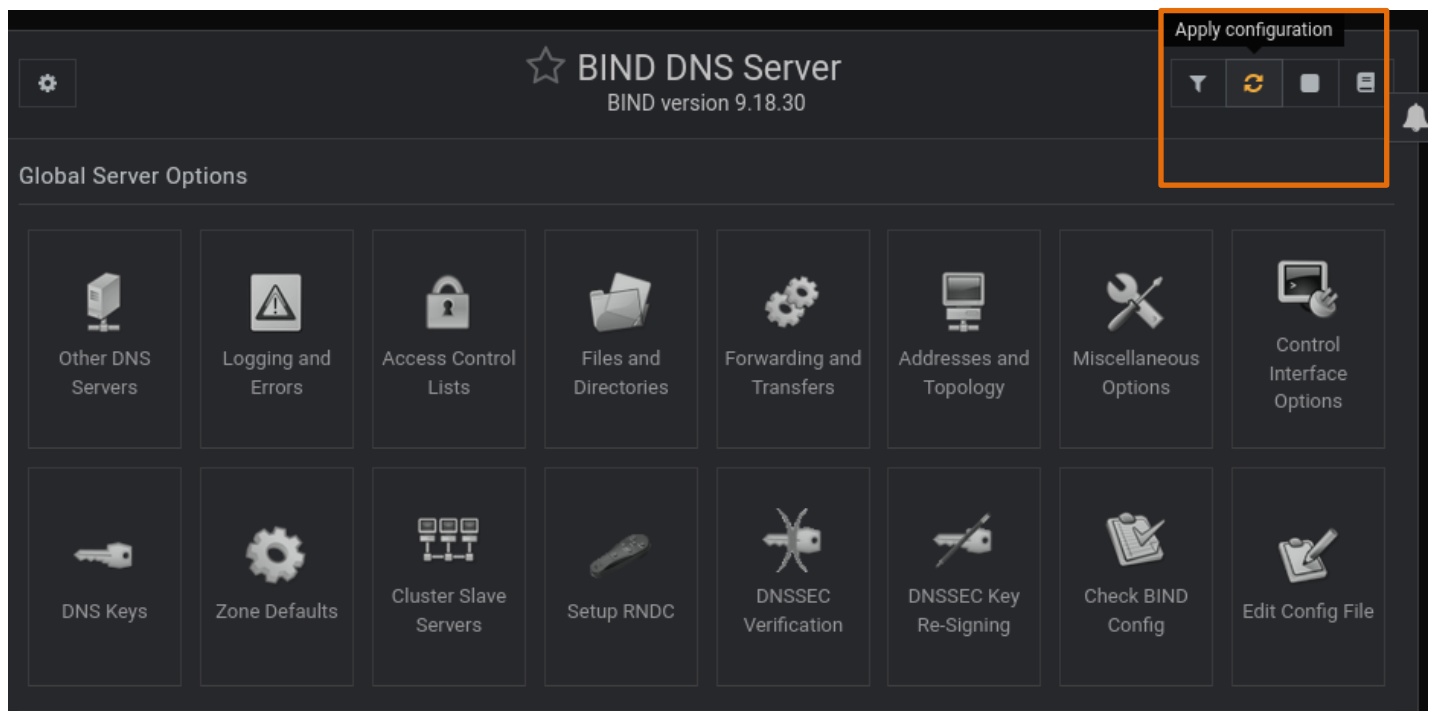 Apply configuration
BIND DNS Server
BIND version 9.18.30
Global Server Options
Other DNS
Servers
Logging and
Errors
Access Control
Lists
Files and
Directories
Forwarding and
Transfers
Addresses and
Topology
Miscellaneous
Options
Control
Interface
Options
DNS Keys
Zone Defaults
Cluster Slave
Servers
Setup RNDC
DNSSEC
Verification
DNSSEC Key
Re-Signing
Check BIND
Config
Edit Config File